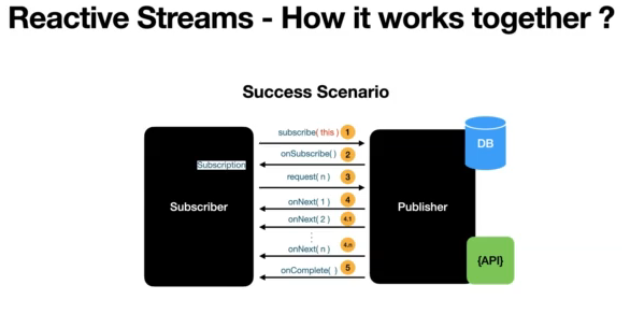 Reactive Streams - How it works together ?
Success Scenario
subscribe( this ) 1
DB
onSubscribe( ) 2
Subscription
request( n ) 3
onNext( 1 ) 4
Subscriber
Publisher
onNext( 2 ) 4.1
onNext( n ) 4.n
{API}
onComplete( ) 5